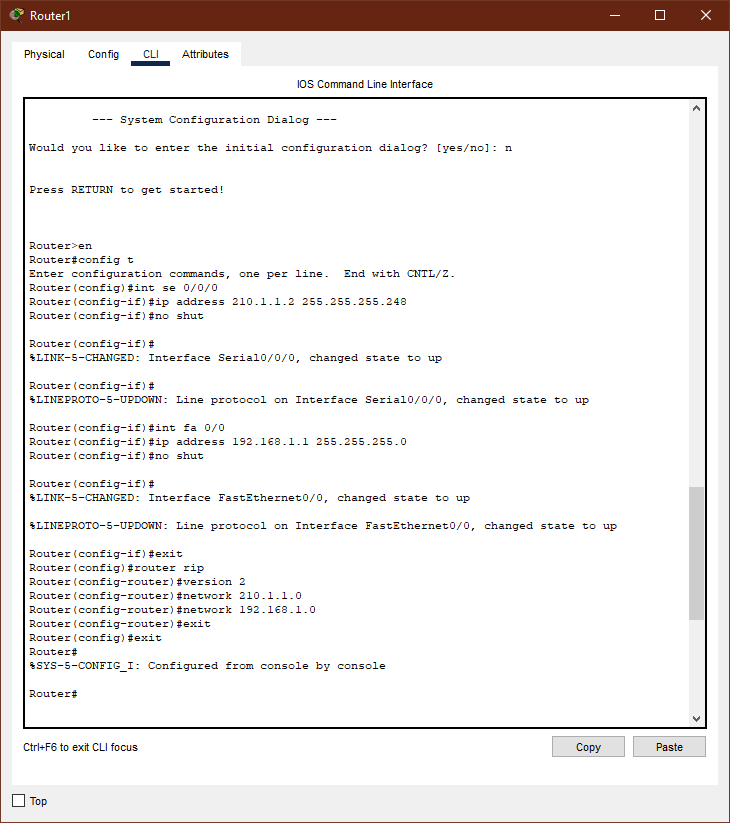 Router1
Physical Config CLI Attributes
IOS Command Line Interface
--- System Configuration Dialog ---
Would you like to enter the initial configuration dialog? [yes/no]: n
Press RETURN to get started!
Router>en
Router#config t
Enter configuration commands, one per line.  End with CNTL/Z.
Router(config)#int se 0/0/0
Router(config-if)#ip address 210.1.1.2 255.255.255.248
Router(config-if)#no shut
Router(config-if)#
%LINK-5-CHANGED: Interface Serial0/0/0, changed state to up
Router(config-if)#
%LINEPROTO-5-UPDOWN: Line protocol on Interface Serial0/0/0, changed state to up
Router(config-if)#int fa 0/0
Router(config-if)#ip address 192.168.1.1 255.255.255.0
Router(config-if)#no shut
Router(config-if)#
%LINK-5-CHANGED: Interface FastEthernet0/0, changed state to up
%LINEPROTO-5-UPDOWN: Line protocol on Interface FastEthernet0/0, changed state to up
Router(config-if)#exit
Router(config)#router rip
Router(config-router)#version 2
Router(config-router)#network 210.1.1.0
Router(config-router)#network 192.168.1.0
Router(config-router)#exit
Router(config)#exit
Router#
%SYS-5-CONFIG_I: Configured from console by console
Router#
Ctrl+F6 to exit CLI focus
Copy Paste
Top